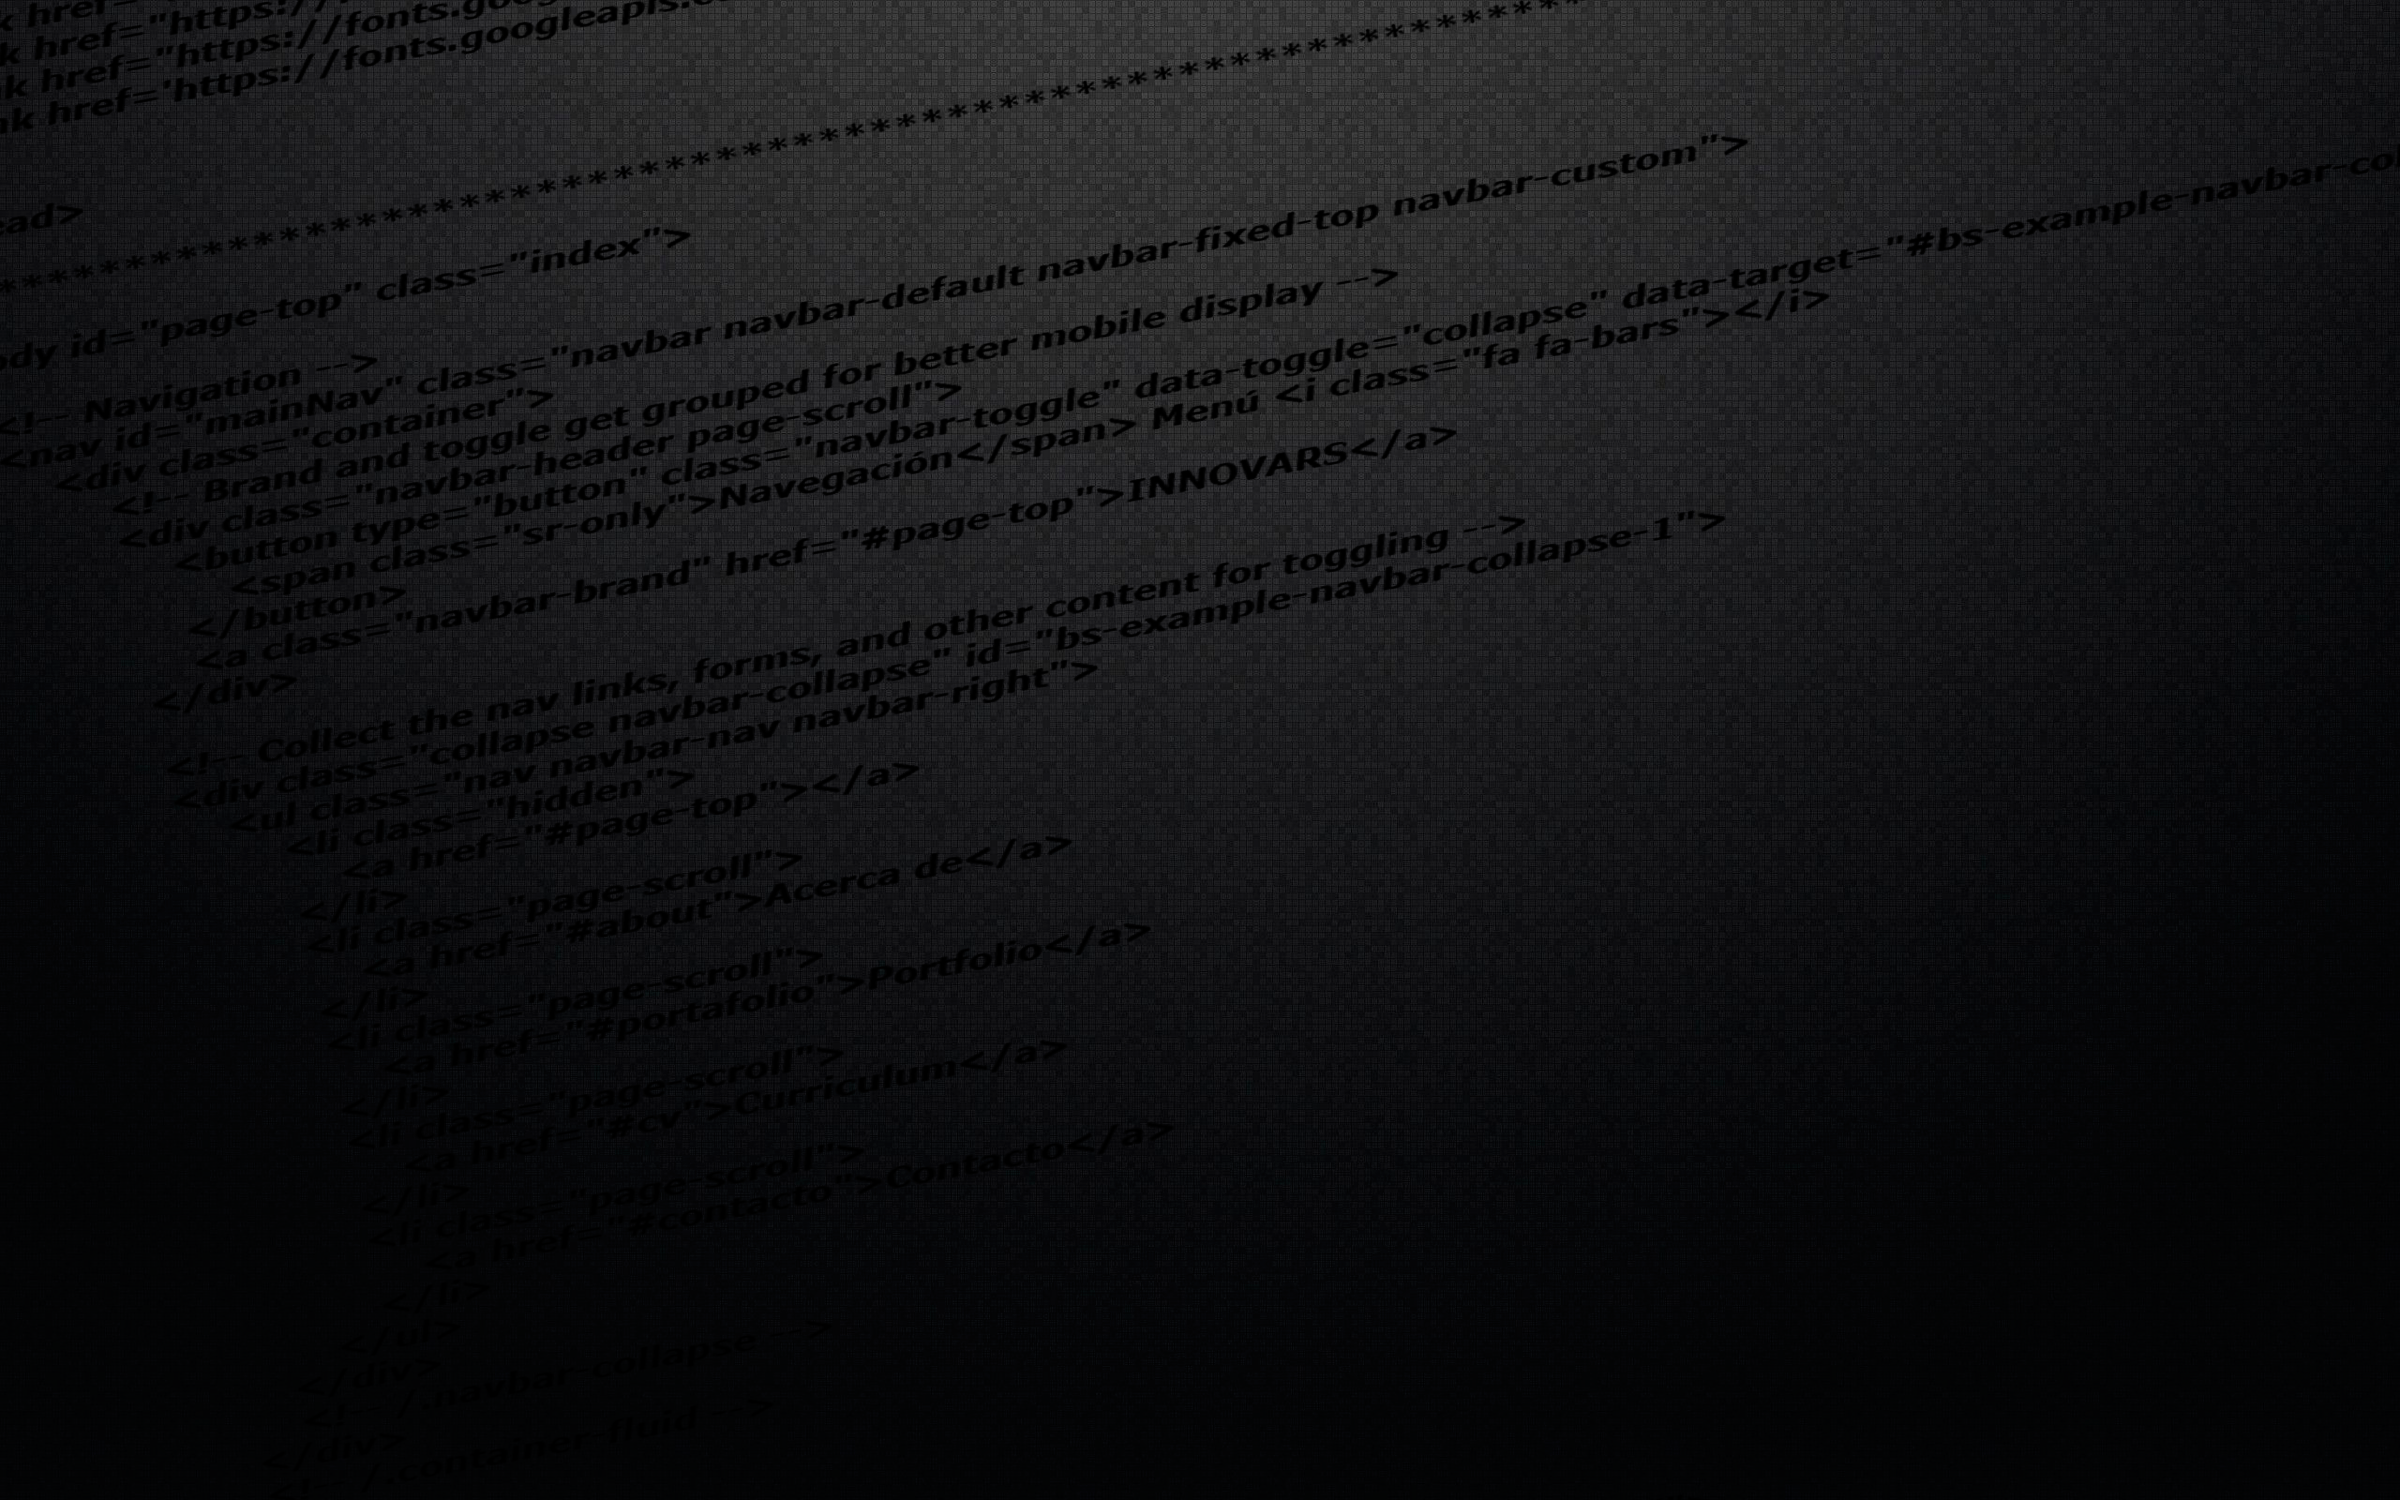 k href=
k href="https://
nk href="https://fonts.goo
nk href='https://fonts.googleapis.c
ead>
**************************************************************
ody id="page-top" class="index">
<!-- Navigation -->
<nav id="mainNav" class="navbar navbar-default navbar-fixed-top navbar-custom">
<div class="container">
<!-- Brand and toggle get grouped for better mobile display -->
<div class="navbar-header page-scroll">
<button type="button" class="navbar-toggle" data-toggle="collapse" data-target="#bs-example-navbar-co
<span class="sr-only">Navegación</span> Menú <i class="fa fa-bars"></i>
</button>
<a class="navbar-brand" href="#page-top">INNOVARS</a>
</div>
<!-- Collect the nav links, forms, and other content for toggling -->
<div class="collapse navbar-collapse" id="bs-example-navbar-collapse-1">
<ul class="nav navbar-nav navbar-right">
<li class="hidden">
<a href="#page-top"></a>
</li>
<li class="page-scroll">
<a href="#about">Acerca de</a>
</li>
<li class="page-scroll">
<a href="#portafolio">Portfolio</a>
</li>
<li class="page-scroll">
<a href="#cv">Curriculum</a>
</li>
<li class="page-scroll">
<a href="#contacto">Contacto</a>
</li>
</ul>
</div>
<!-- /.navbar-collapse -->
</div>
<!-- /.container-fluid -->